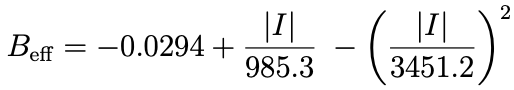 B_eff = −0.0294 + |I|/985.3 − (|I|/3451.2)²